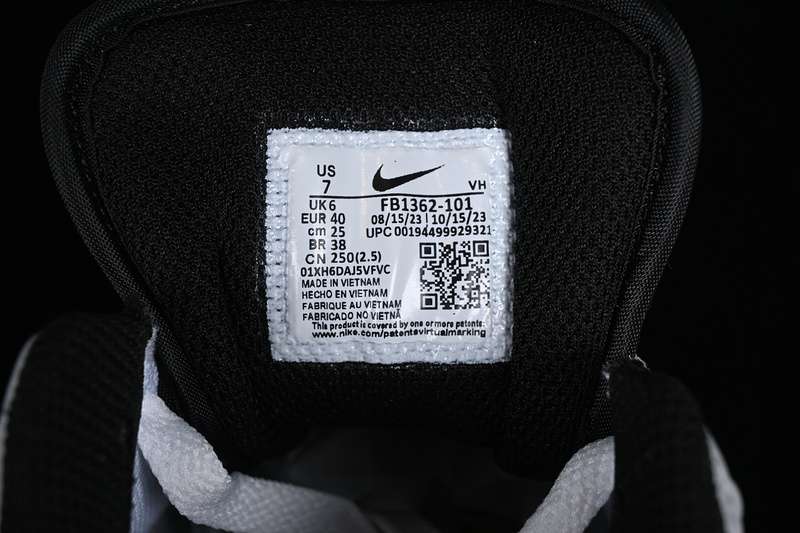 US
7
VH
UK 6
FB1362-101
EUR 40
08/15/23 | 10/15/23
cm 25
UPC 00194499929321
BR 38
CN 250(2.5)
01XH6DAJ5VFVC
MADE IN VIETNAM
HECHO EN VIETNAM
FABRIQUE AU VIETNAM
FABRICADO NO VIETNÃ
This product is covered by one or more patents:
www.nike.com/patentsvirtualmarking